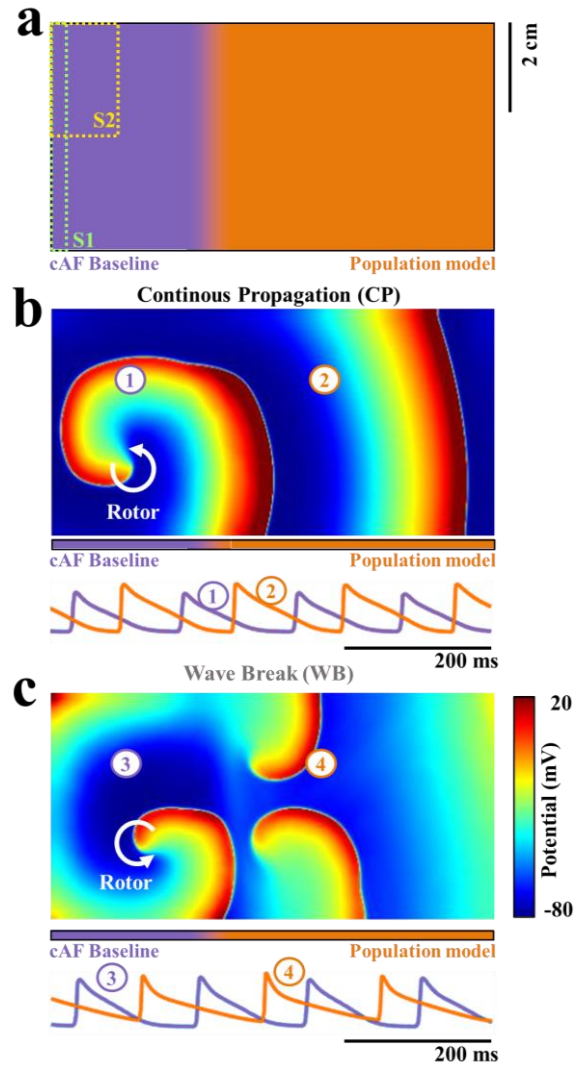 a
S2
S1
2 cm
cAF Baseline Population model
Continous Propagation (CP)
b
1
2
Rotor
cAF Baseline Population model
1 2
200 ms
Wave Break (WB)
c
3 4
Rotor
20
Potential (mV)
-80
cAF Baseline Population model
3 4
200 ms